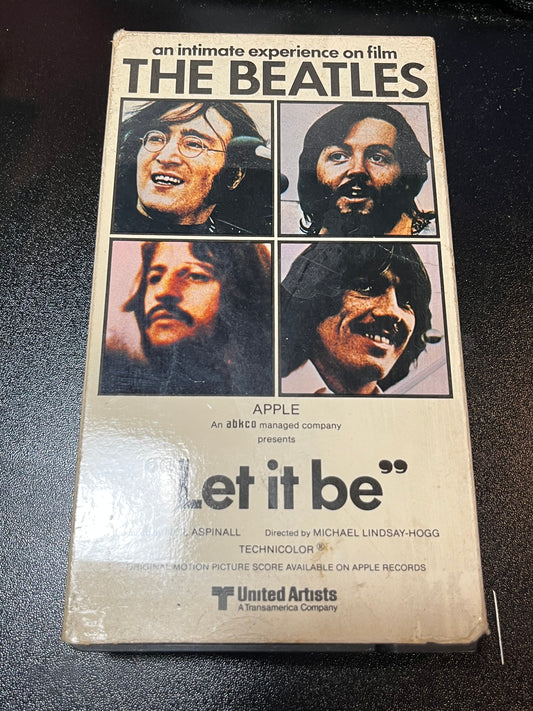 an intimate experience on film
THE BEATLES
APPLE
An abkco managed company
presents
“Let it be”
ASPINALL Directed by MICHAEL LINDSAY-HOGG
TECHNICOLOR ®
ORIGINAL MOTION PICTURE SCORE AVAILABLE ON APPLE RECORDS
United Artists
A Transamerica Company